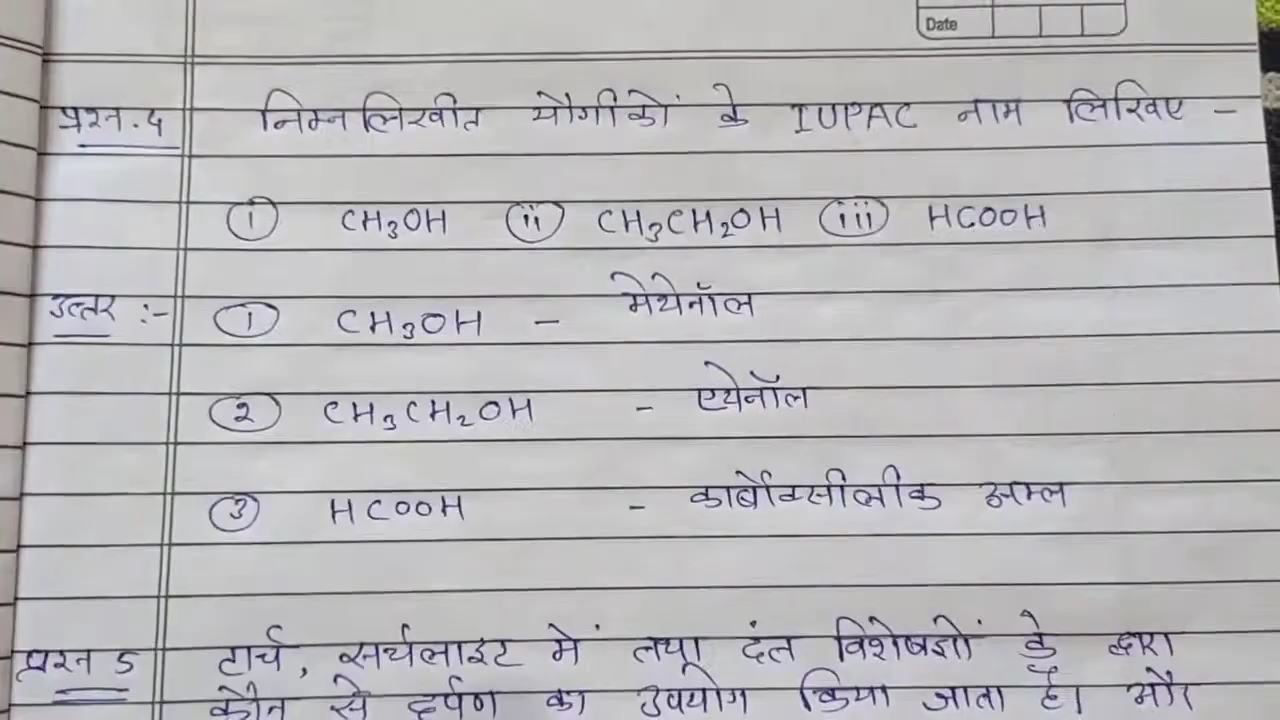 Date
प्रश्न.4 निम्नलिखीत यौगीकों के IUPAC नाम लिखिए -
(i) CH₃OH (ii) CH₃CH₂OH (iii) HCOOH
उत्तर :- (1) CH₃OH - मेथेनॉल
(2) CH₃CH₂OH - एथेनॉल
(3) HCOOH - कार्बोक्सीलीक अम्ल
प्रश्न 5 टार्च, सर्चलाइट में तथा दंत विशेषज्ञों के द्वारा
कौन से दर्पण का उपयोग किया जाता है। और